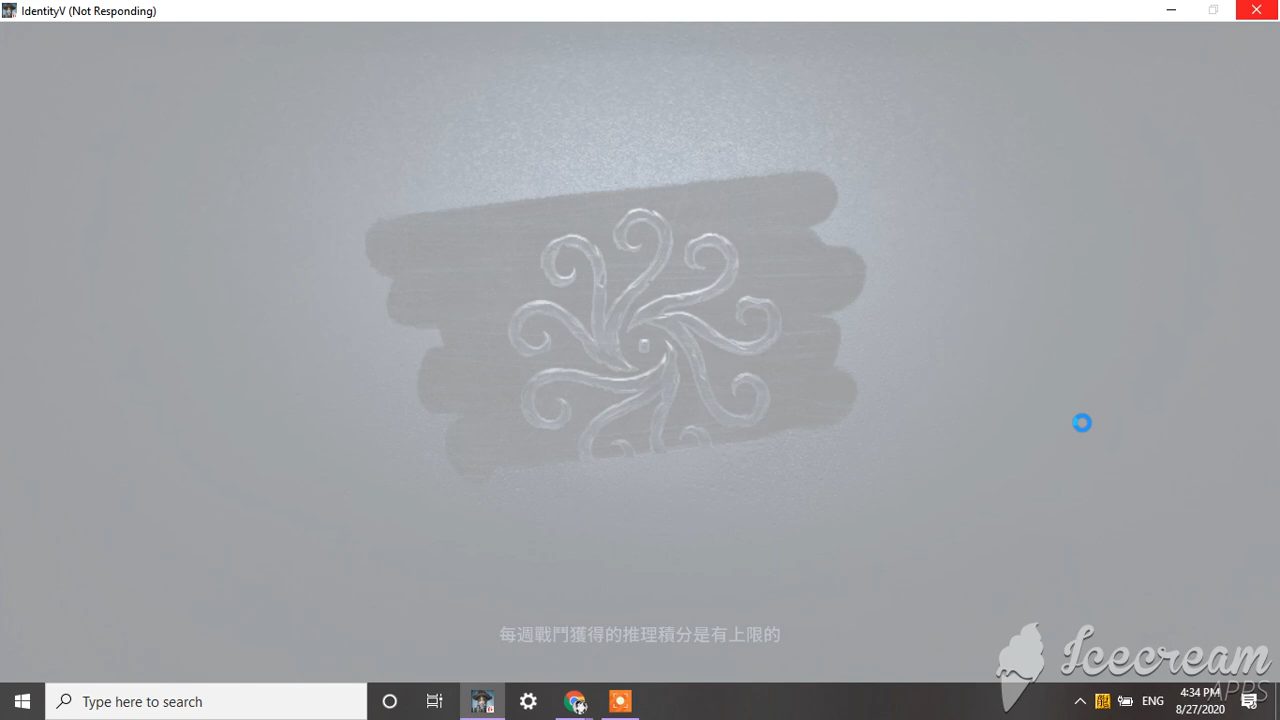 IdentityV (Not Responding)
每週戰鬥獲得的推理積分是有上限的
Icecream
APPS
Type here to search
ENG
4:34 PM
8/27/2020